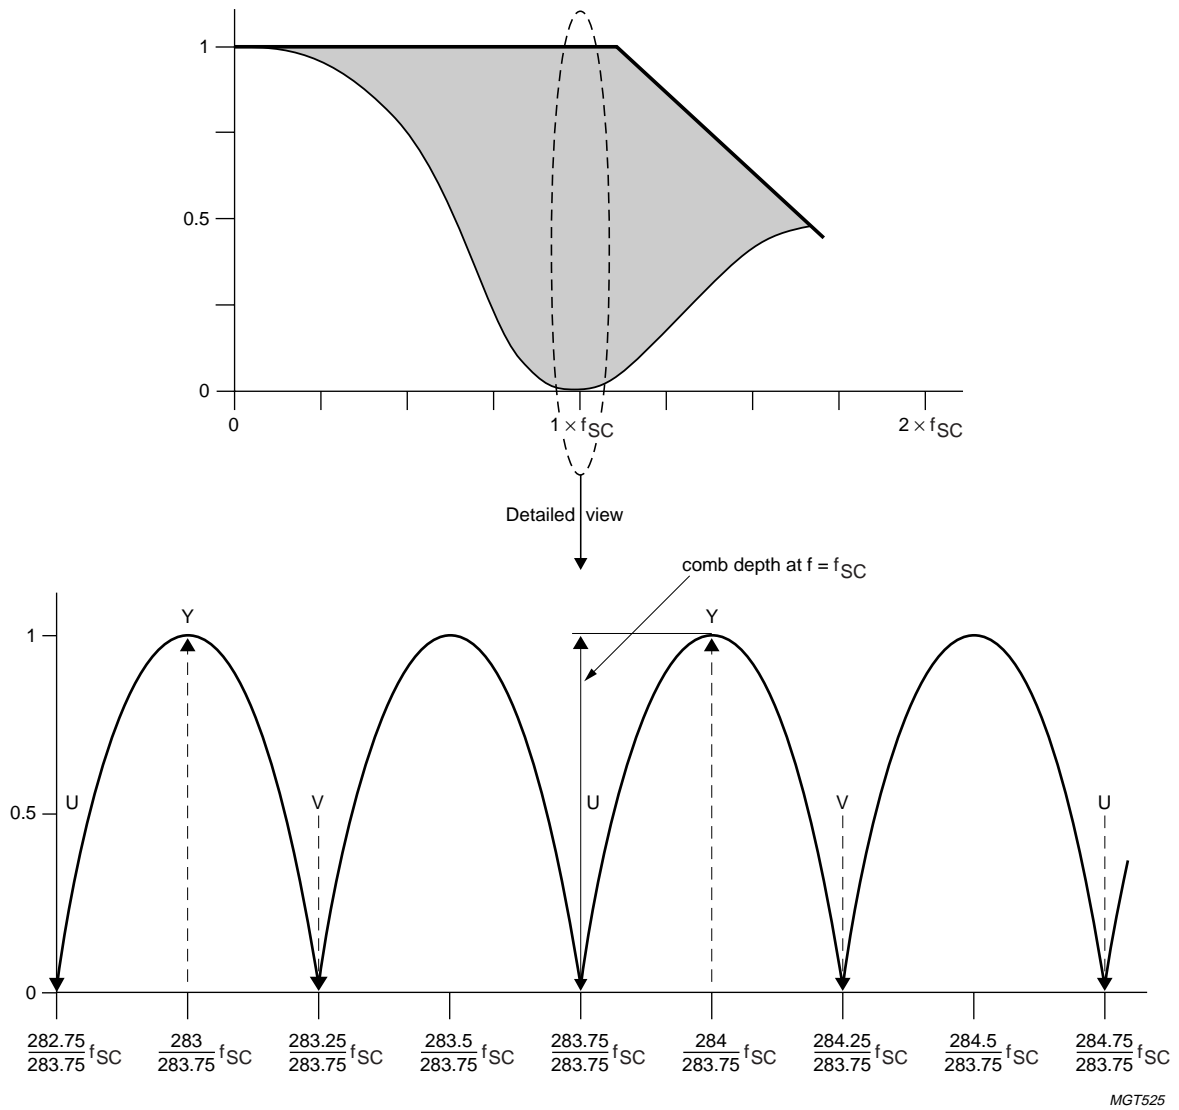 1
0.5
0
0
1 × fSC
2 × fSC
Detailed view
comb depth at f = fSC
Y
Y
1
U
V
U
V
U
0.5
0
282.75
283.75 fSC
283
283.75 fSC
283.25
283.75 fSC
283.5
283.75 fSC
283.75
283.75 fSC
284
283.75 fSC
284.25
283.75 fSC
284.5
283.75 fSC
284.75
283.75 fSC
MGT525